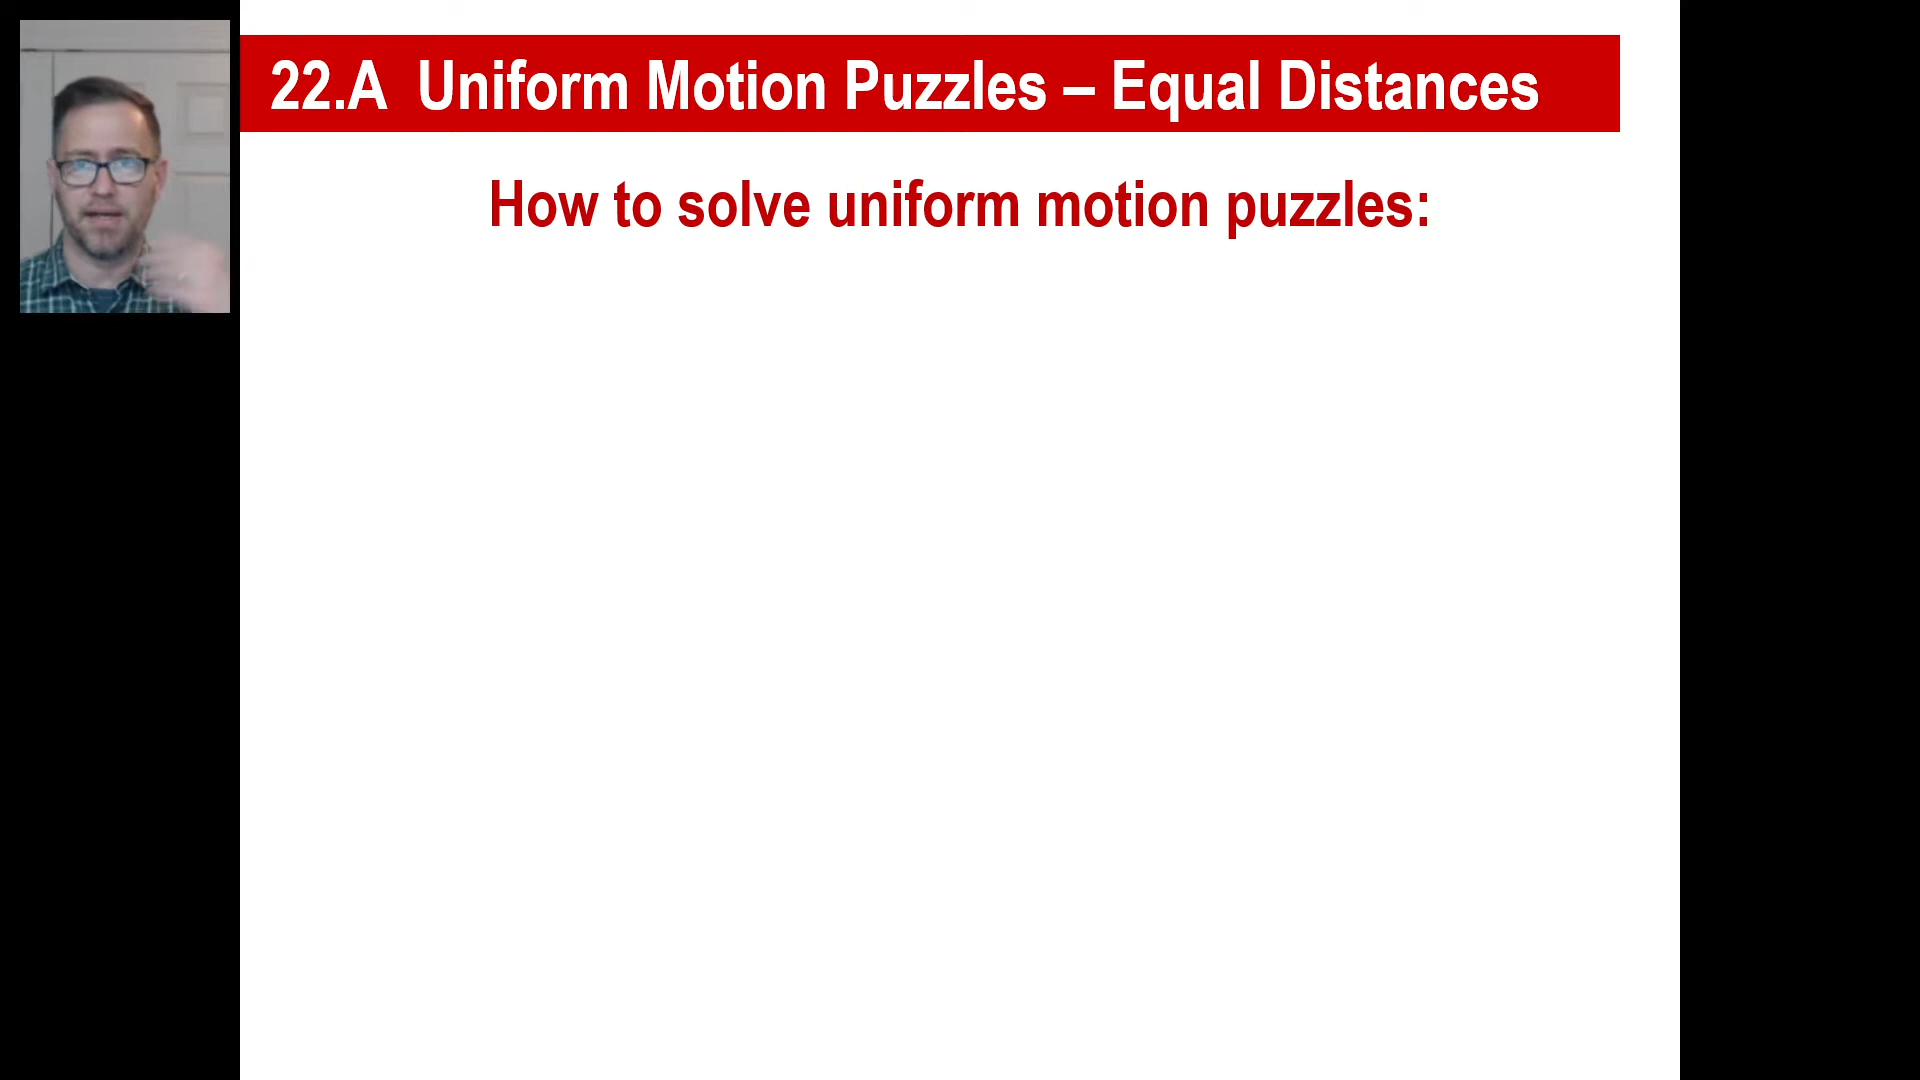 22.A Uniform Motion Puzzles – Equal Distances
How to solve uniform motion puzzles: